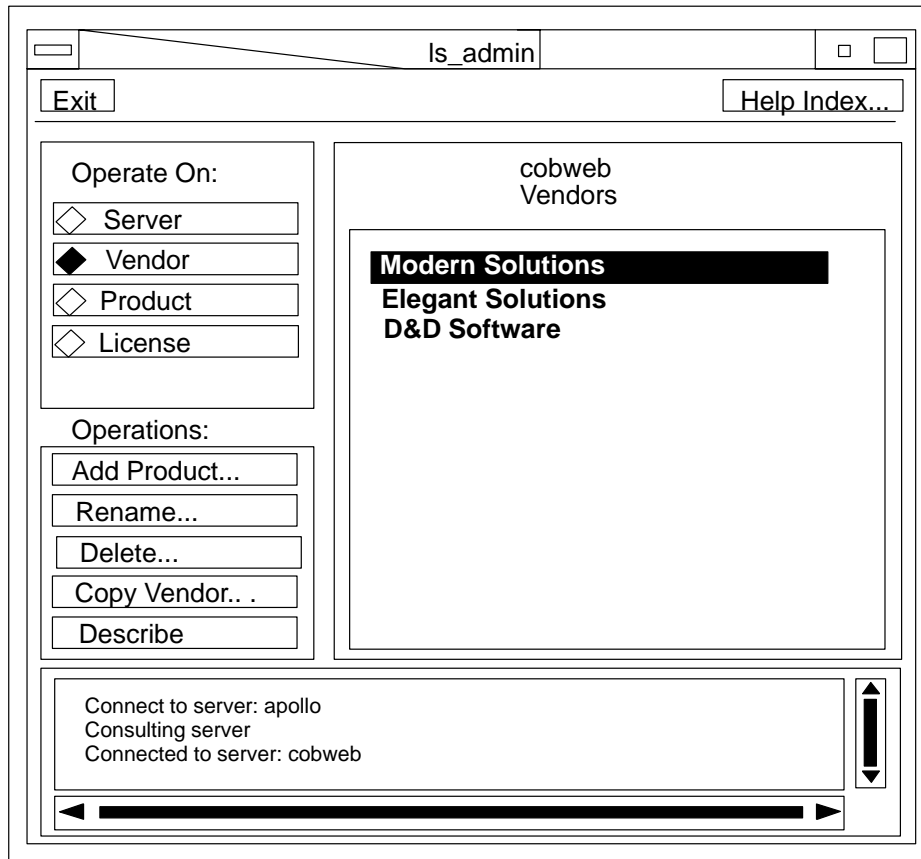 ls_admin
Exit
Help Index...
Operate On:
Server
Vendor
Product
License
Operations:
Add Product...
Rename...
Delete...
Copy Vendor.. .
Describe
cobweb
Vendors
Modern Solutions
Elegant Solutions
D&D Software
Connect to server: apollo
Consulting server
Connected to server: cobweb